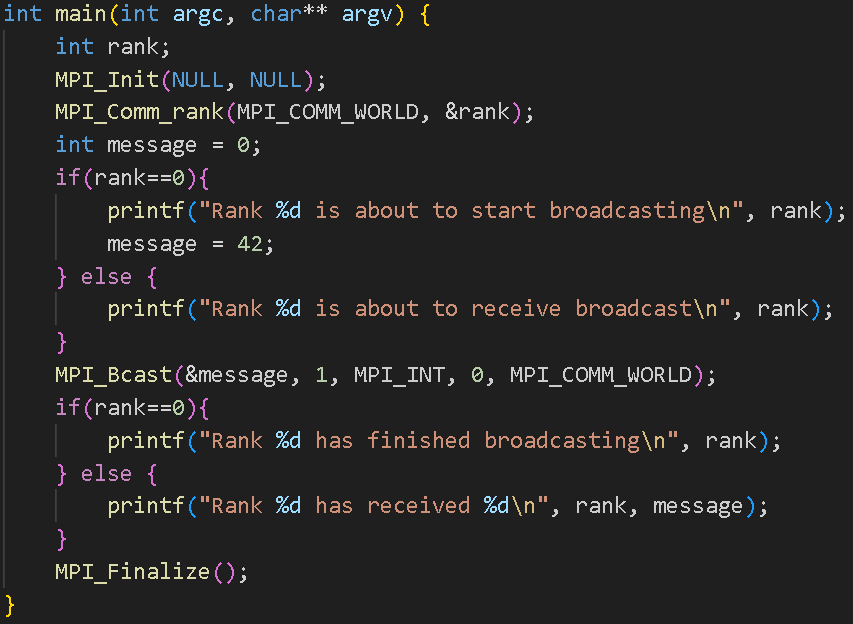 int main(int argc, char** argv) {
    int rank;
    MPI_Init(NULL, NULL);
    MPI_Comm_rank(MPI_COMM_WORLD, &rank);
    int message = 0;
    if(rank==0){
        printf("Rank %d is about to start broadcasting\n", rank);
        message = 42;
    } else {
        printf("Rank %d is about to receive broadcast\n", rank);
    }
    MPI_Bcast(&message, 1, MPI_INT, 0, MPI_COMM_WORLD);
    if(rank==0){
        printf("Rank %d has finished broadcasting\n", rank);
    } else {
        printf("Rank %d has received %d\n", rank, message);
    }
    MPI_Finalize();
}